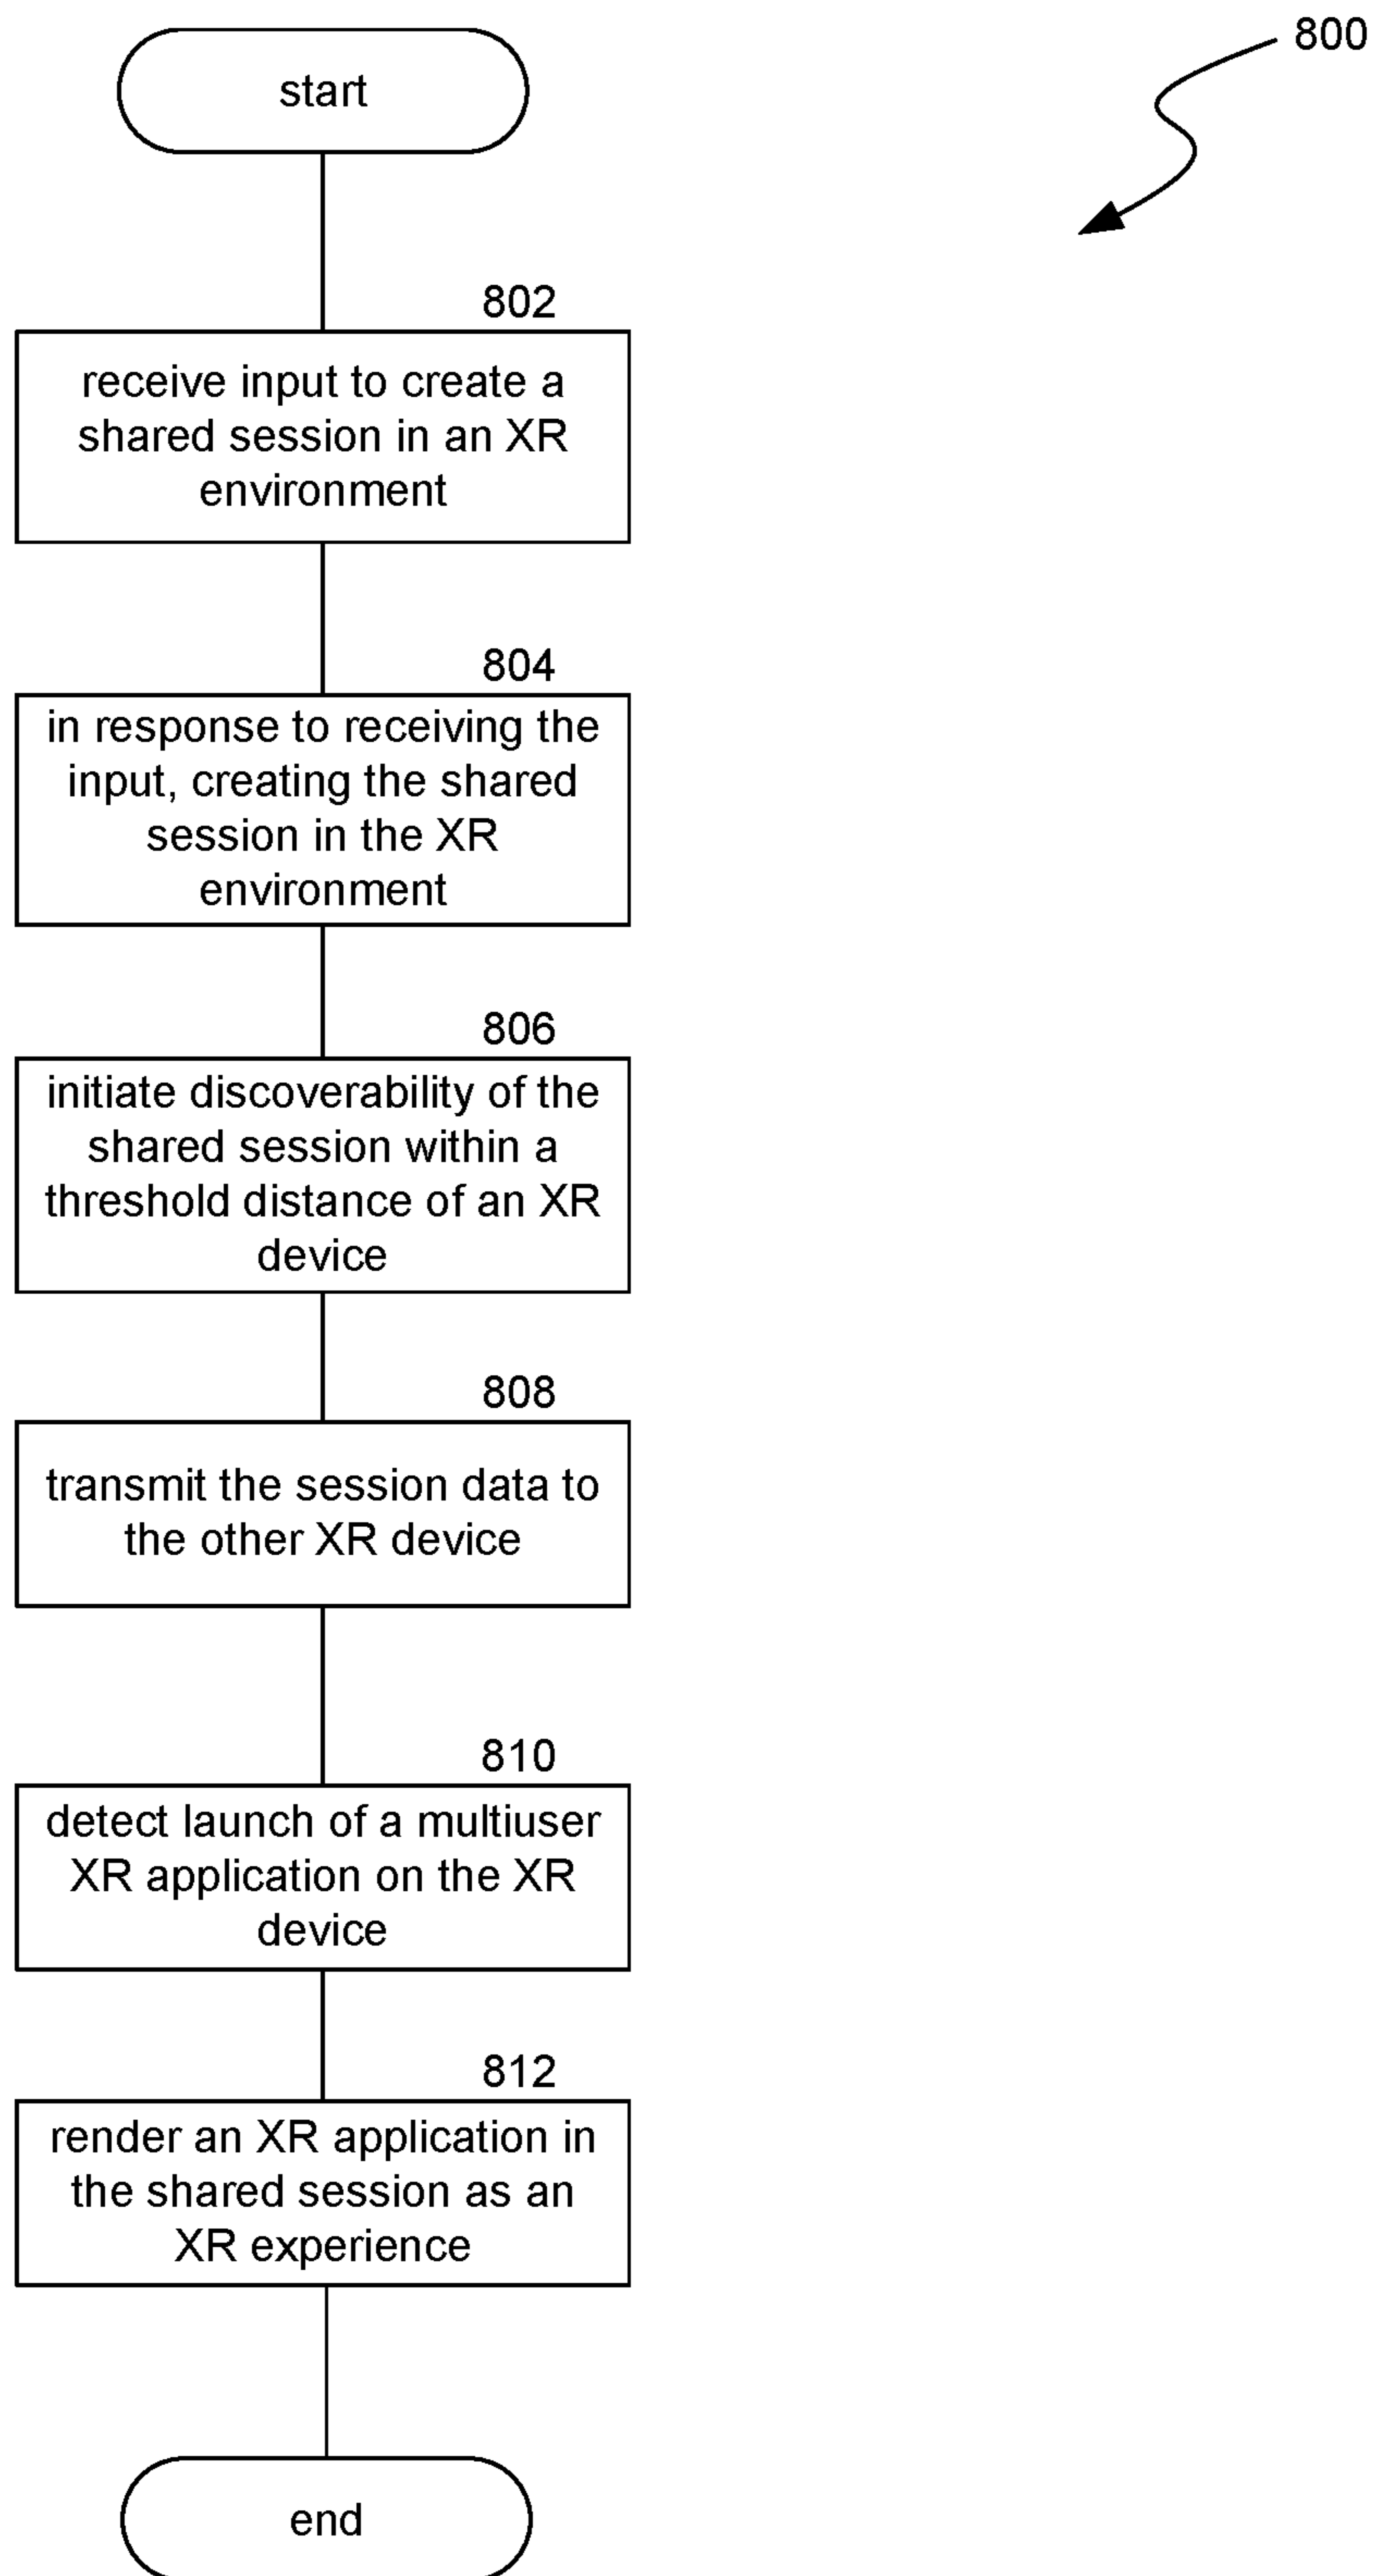 800
start
802
receive input to create a
shared session in an XR
environment
804
in response to receiving the
input, creating the shared
session in the XR
environment
806
initiate discoverability of the
shared session within a
threshold distance of an XR
device
808
transmit the session data to
the other XR device
810
detect launch of a multiuser
XR application on the XR
device
812
render an XR application in
the shared session as an
XR experience
end